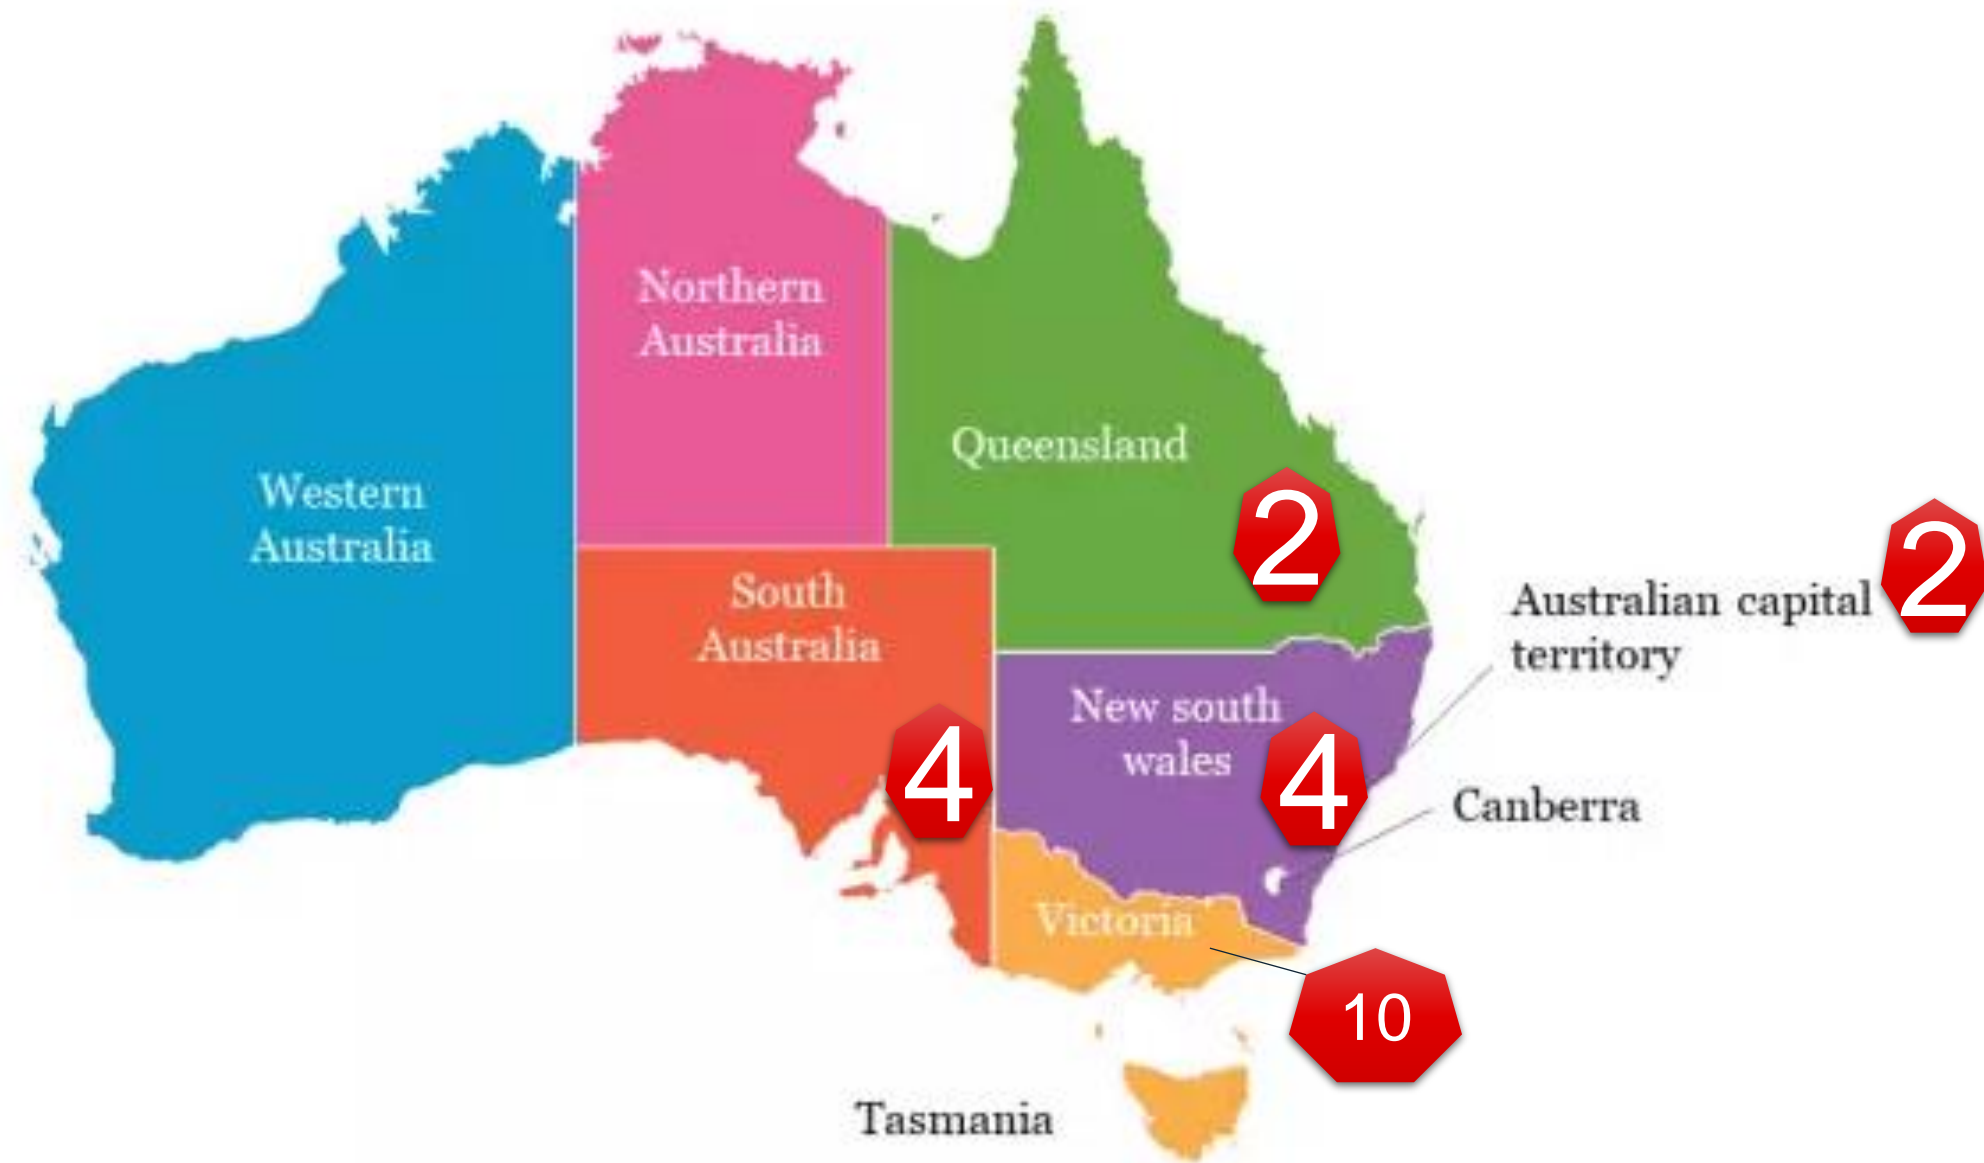 Northern
Australia
Queensland
Western
Australia
2
2
Australian capital
territory
South
Australia
New south
wales
4
4
Canberra
Victoria
10
Tasmania